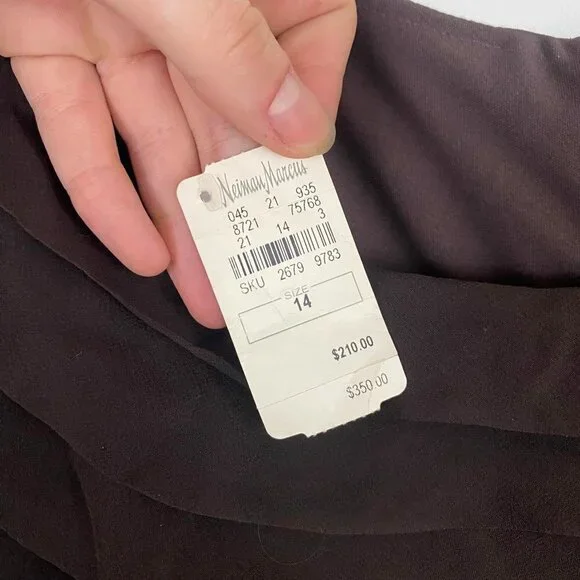 Neiman Marcus
045 21 935
8721 75768
21 14 3
SKU 2679 9783
SIZE
14
$210.00
$350.00